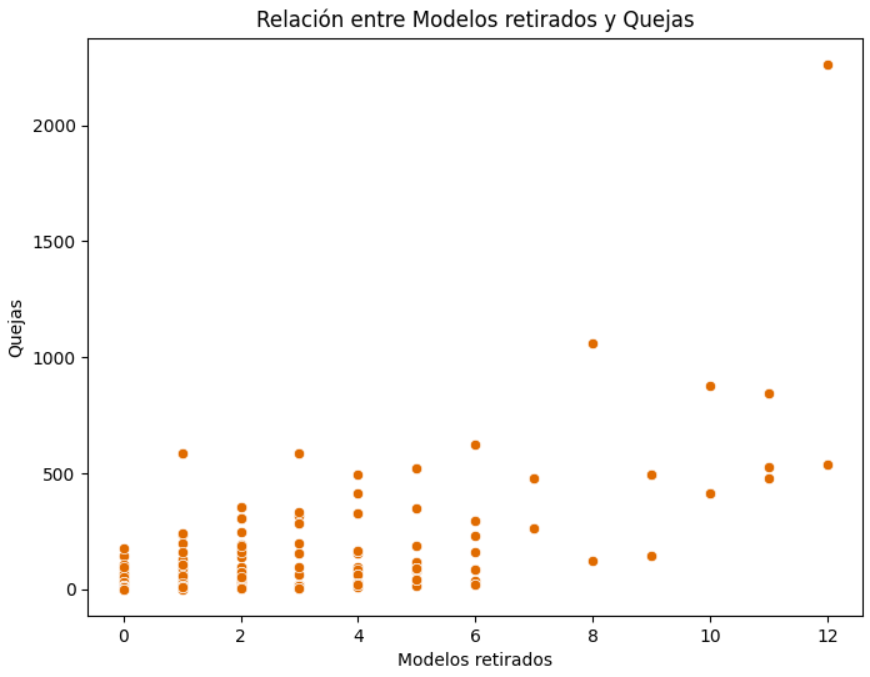 Relación entre Modelos retirados y Quejas
2000
1500
1000
500
0
Quejas
0 2 4 6 8 10 12
Modelos retirados